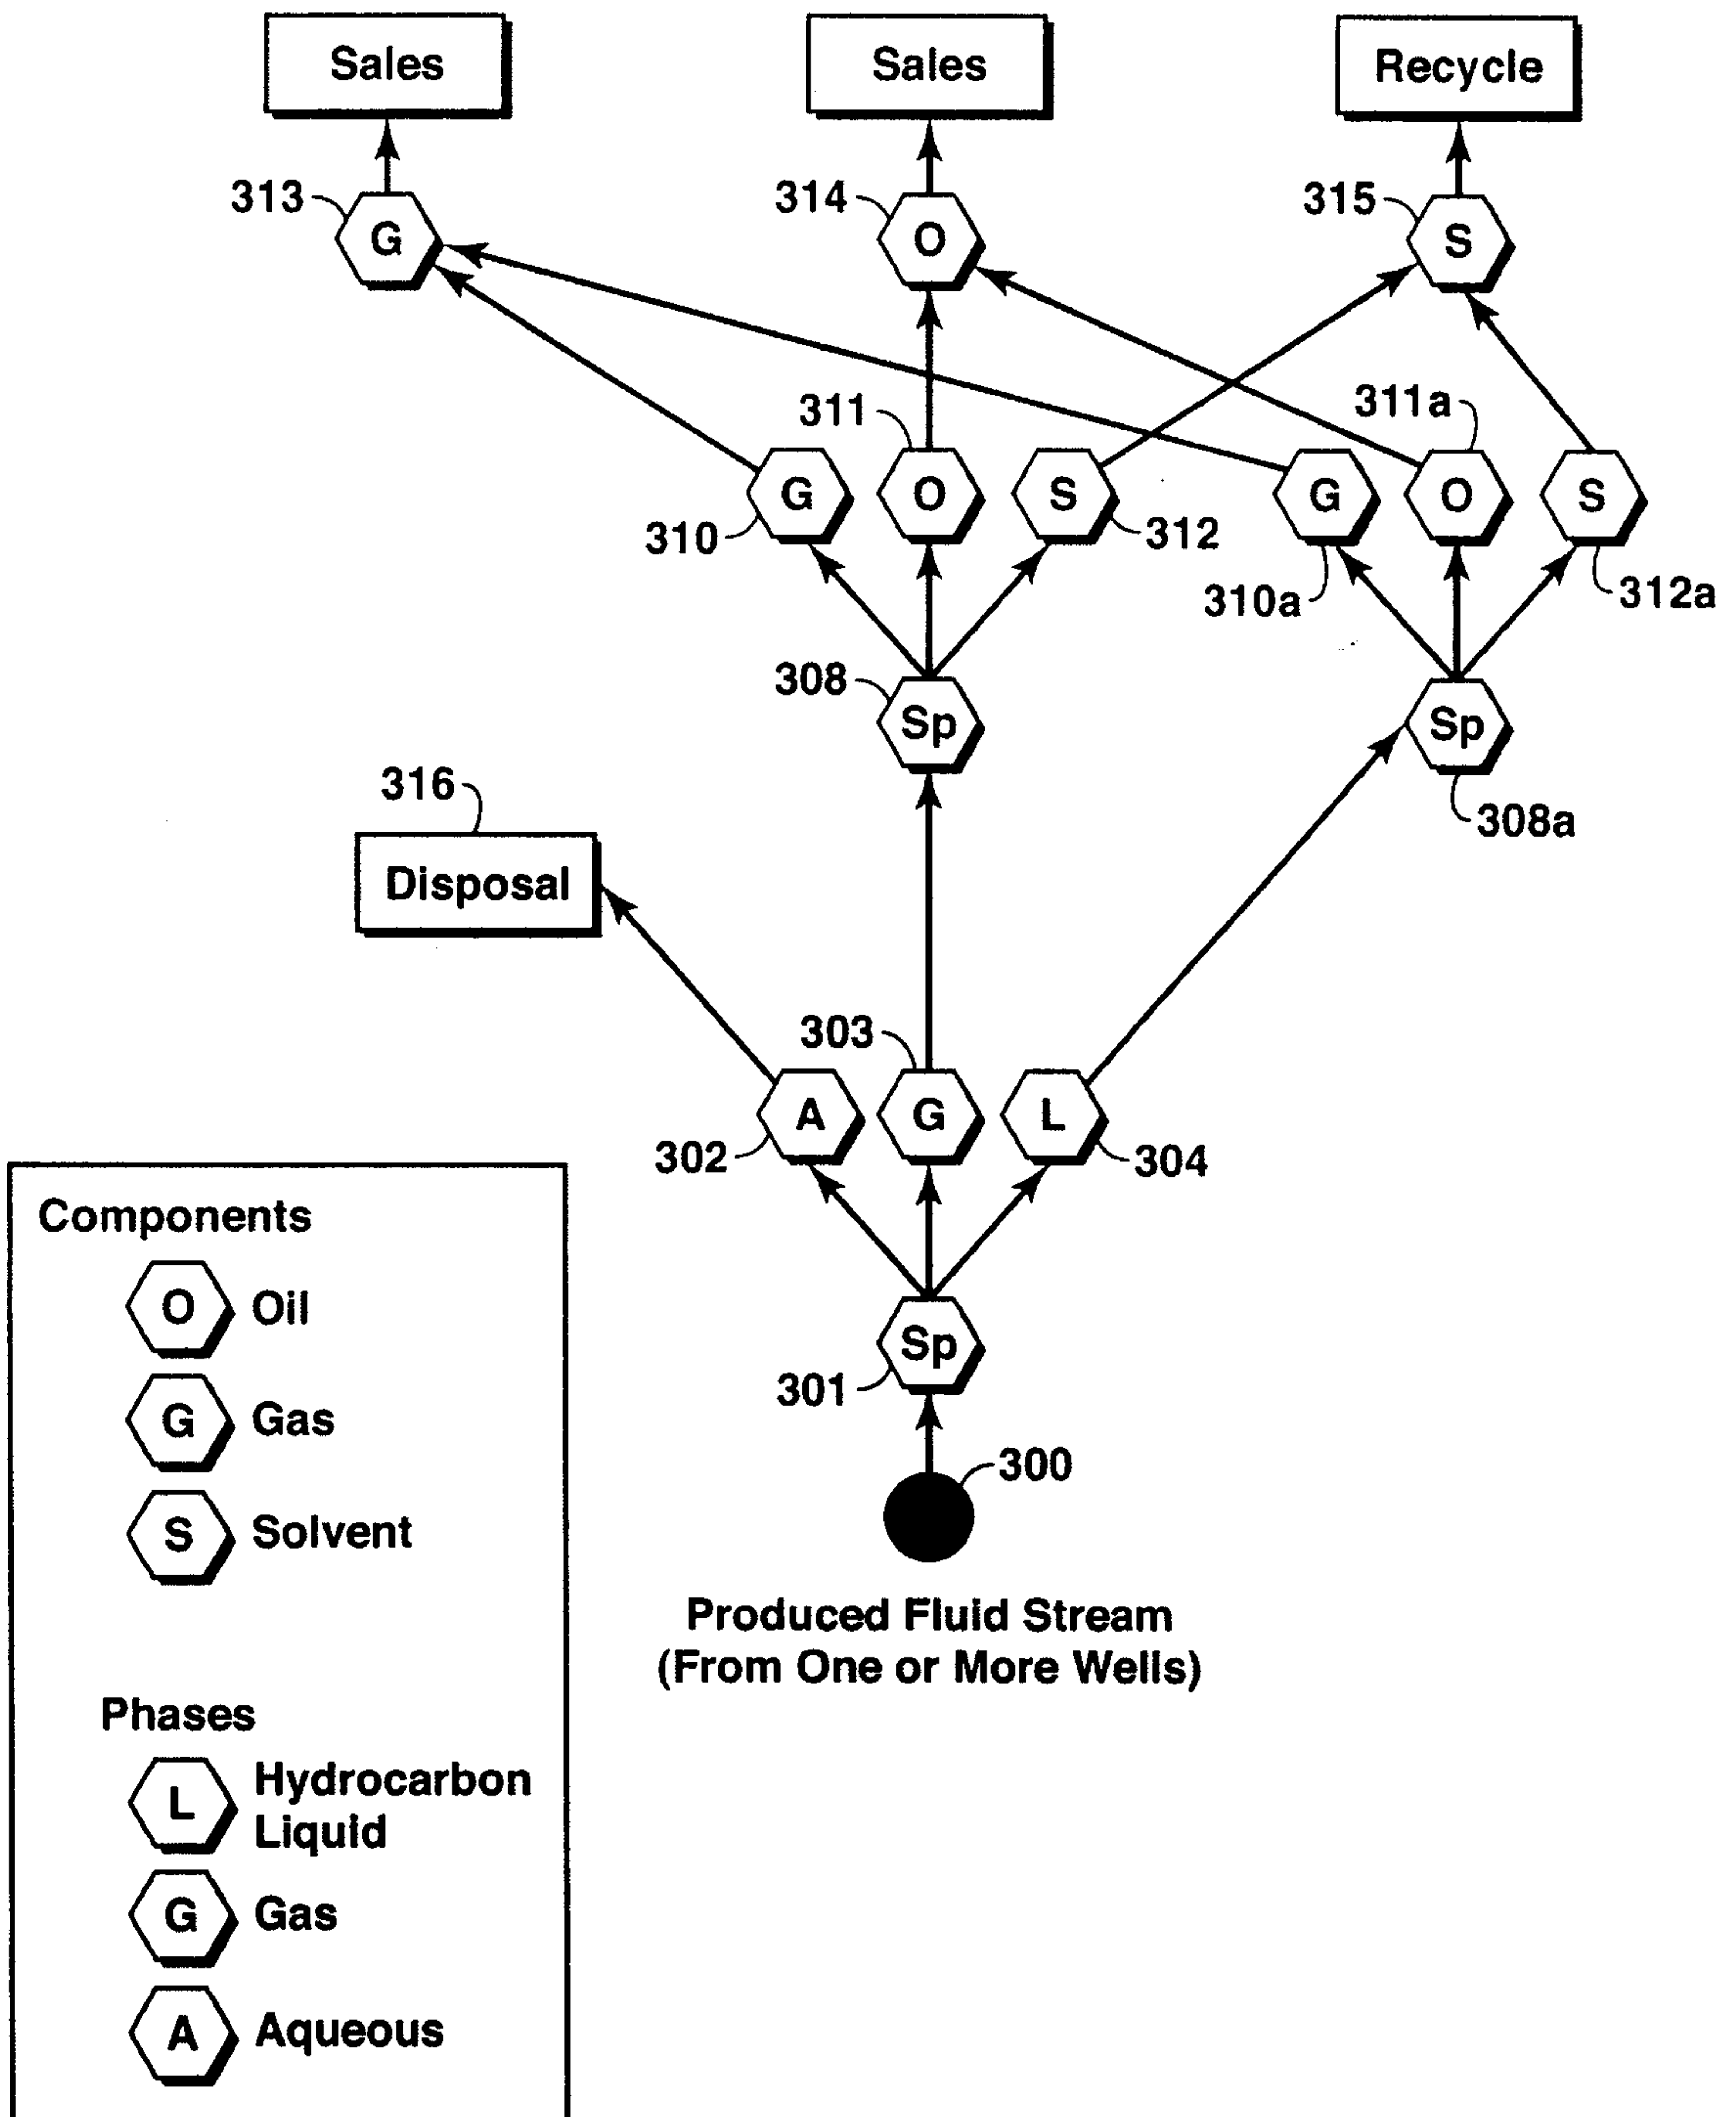 Sales
Sales
Recycle
313
314
315
G
O
S
311
311a
G
O
S
G
O
S
310
312
310a
312a
308
Sp
Sp
308a
316
Disposal
303
A
G
L
302
304
Components
O Oil
Sp
301
G Gas
300
S Solvent
Produced Fluid Stream
(From One or More Wells)
Phases
L Hydrocarbon
Liquid
G Gas
A Aqueous